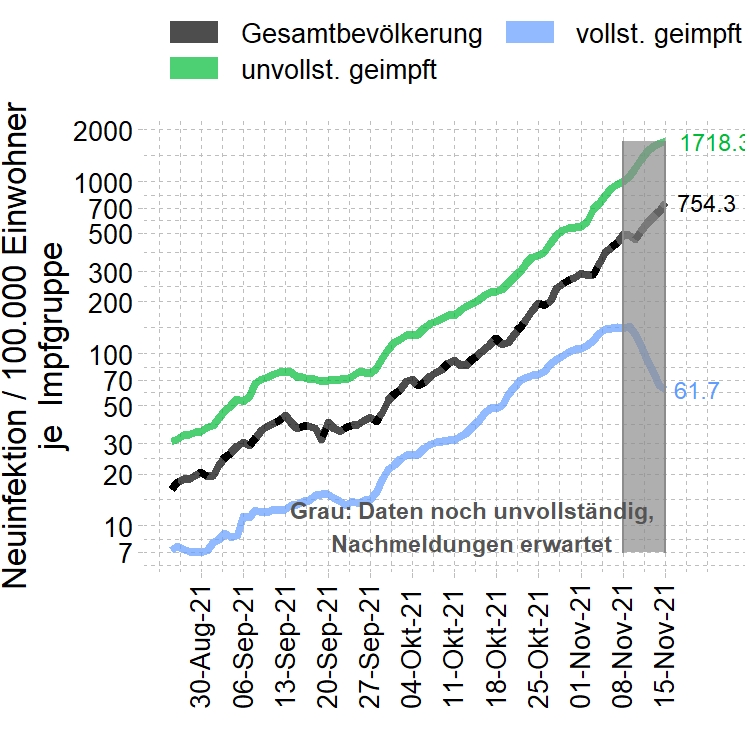 Gesamtbevölkerung
vollst. geimpft
unvollst. geimpft
Neuinfektion / 100.000 Einwohner
je Impfgruppe
2000
1000
700
500
300
200
100
70
50
30
20
10
7
1718.3
754.3
61.7
Grau: Daten noch unvollständig,
Nachmeldungen erwartet
30-Aug-21
06-Sep-21
13-Sep-21
20-Sep-21
27-Sep-21
04-Okt-21
11-Okt-21
18-Okt-21
25-Okt-21
01-Nov-21
08-Nov-21
15-Nov-21